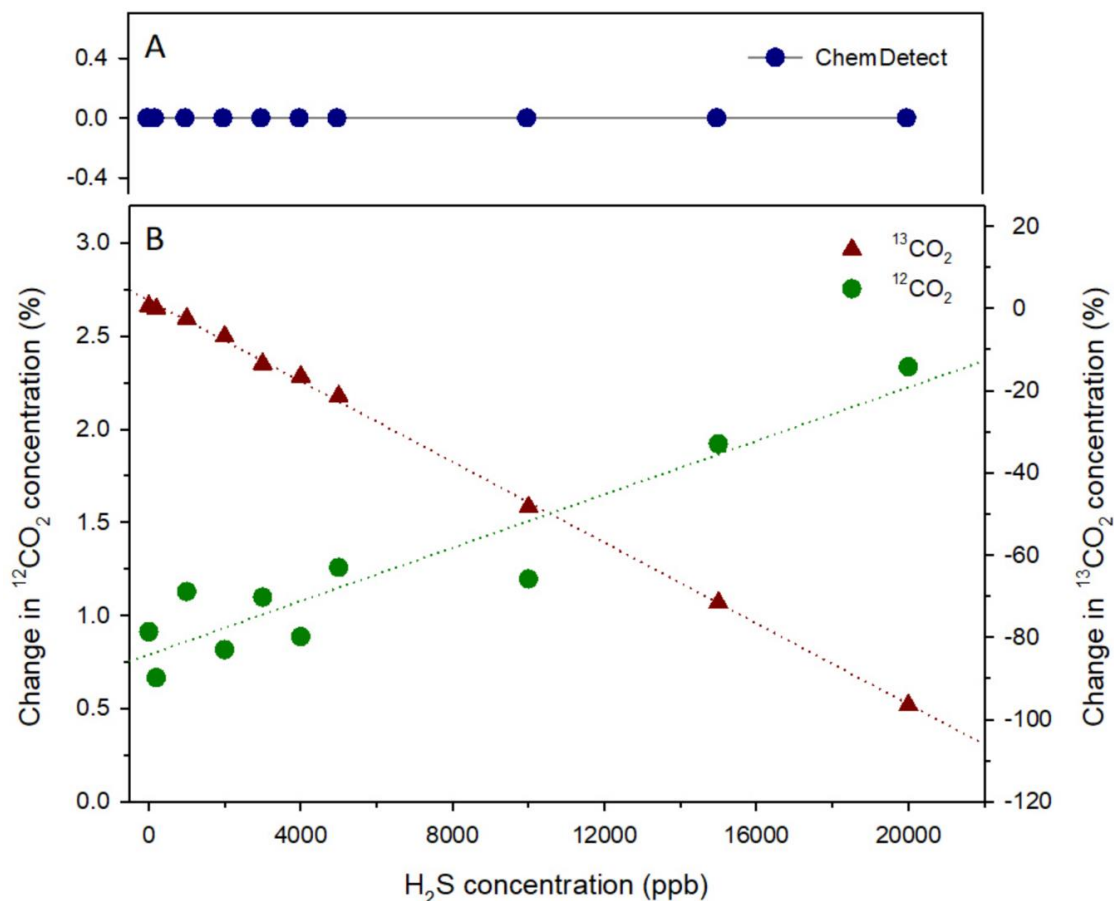 A
ChemDetect
0.4
0.0
-0.4
B
¹³CO₂
¹²CO₂
3.0
2.5
2.0
1.5
1.0
0.5
0.0
20
0
-20
-40
-60
-80
-100
-120
Change in ¹²CO₂ concentration (%)
Change in ¹³CO₂ concentration (%)
0 4000 8000 12000 16000 20000
H₂S concentration (ppb)